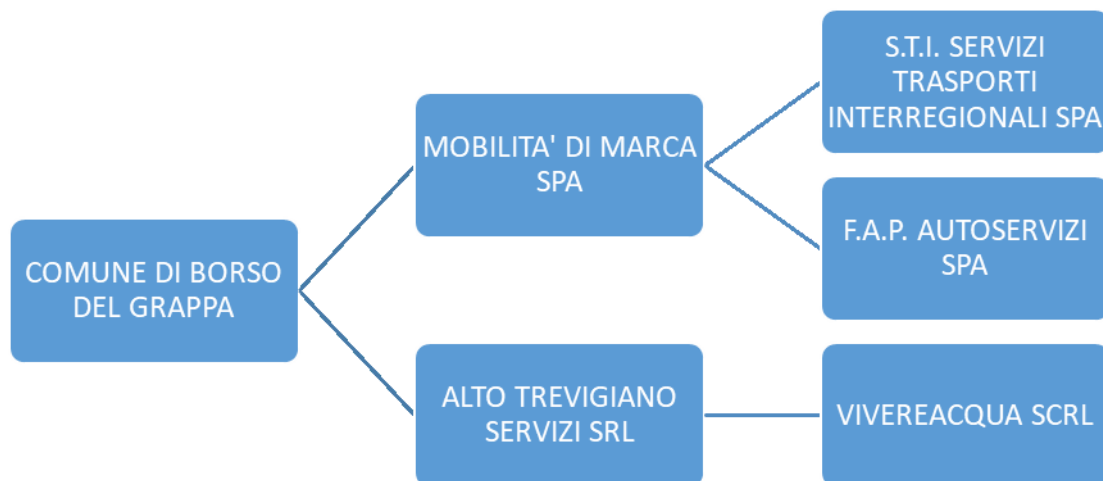 COMUNE DI BORSO
DEL GRAPPA
MOBILITA' DI MARCA
SPA
S.T.I. SERVIZI
TRASPORTI
INTERREGIONALI SPA
F.A.P. AUTOSERVIZI
SPA
ALTO TREVIGIANO
SERVIZI SRL
VIVEREACQUA SCRL